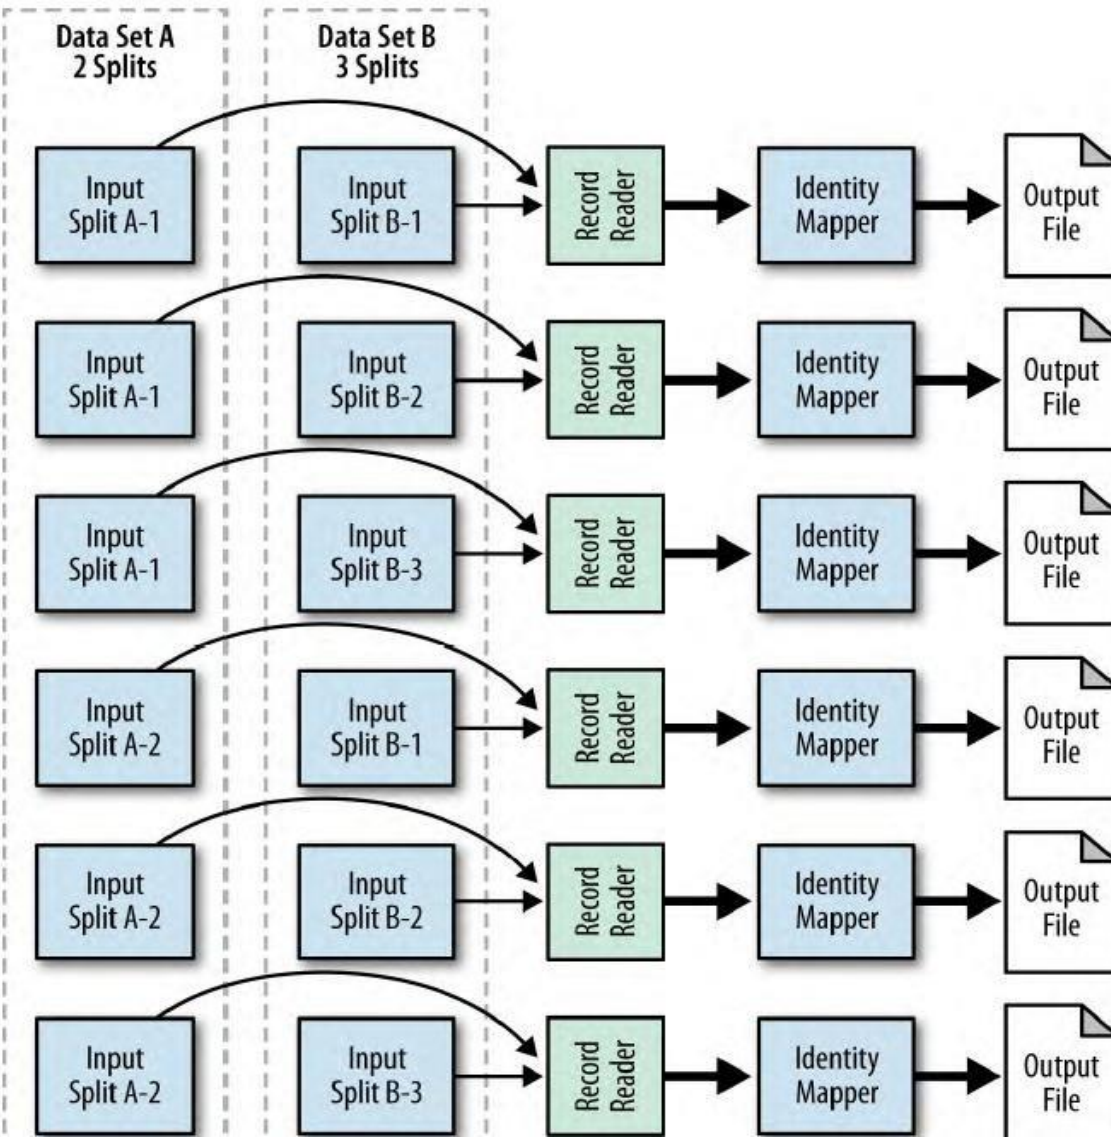 Data Set A
2 Splits
Data Set B
3 Splits
Input
Split A-1
Input
Split B-1
Record
Reader
Identity
Mapper
Output
File
Input
Split A-1
Input
Split B-2
Record
Reader
Identity
Mapper
Output
File
Input
Split A-1
Input
Split B-3
Record
Reader
Identity
Mapper
Output
File
Input
Split A-2
Input
Split B-1
Record
Reader
Identity
Mapper
Output
File
Input
Split A-2
Input
Split B-2
Record
Reader
Identity
Mapper
Output
File
Input
Split A-2
Input
Split B-3
Record
Reader
Identity
Mapper
Output
File